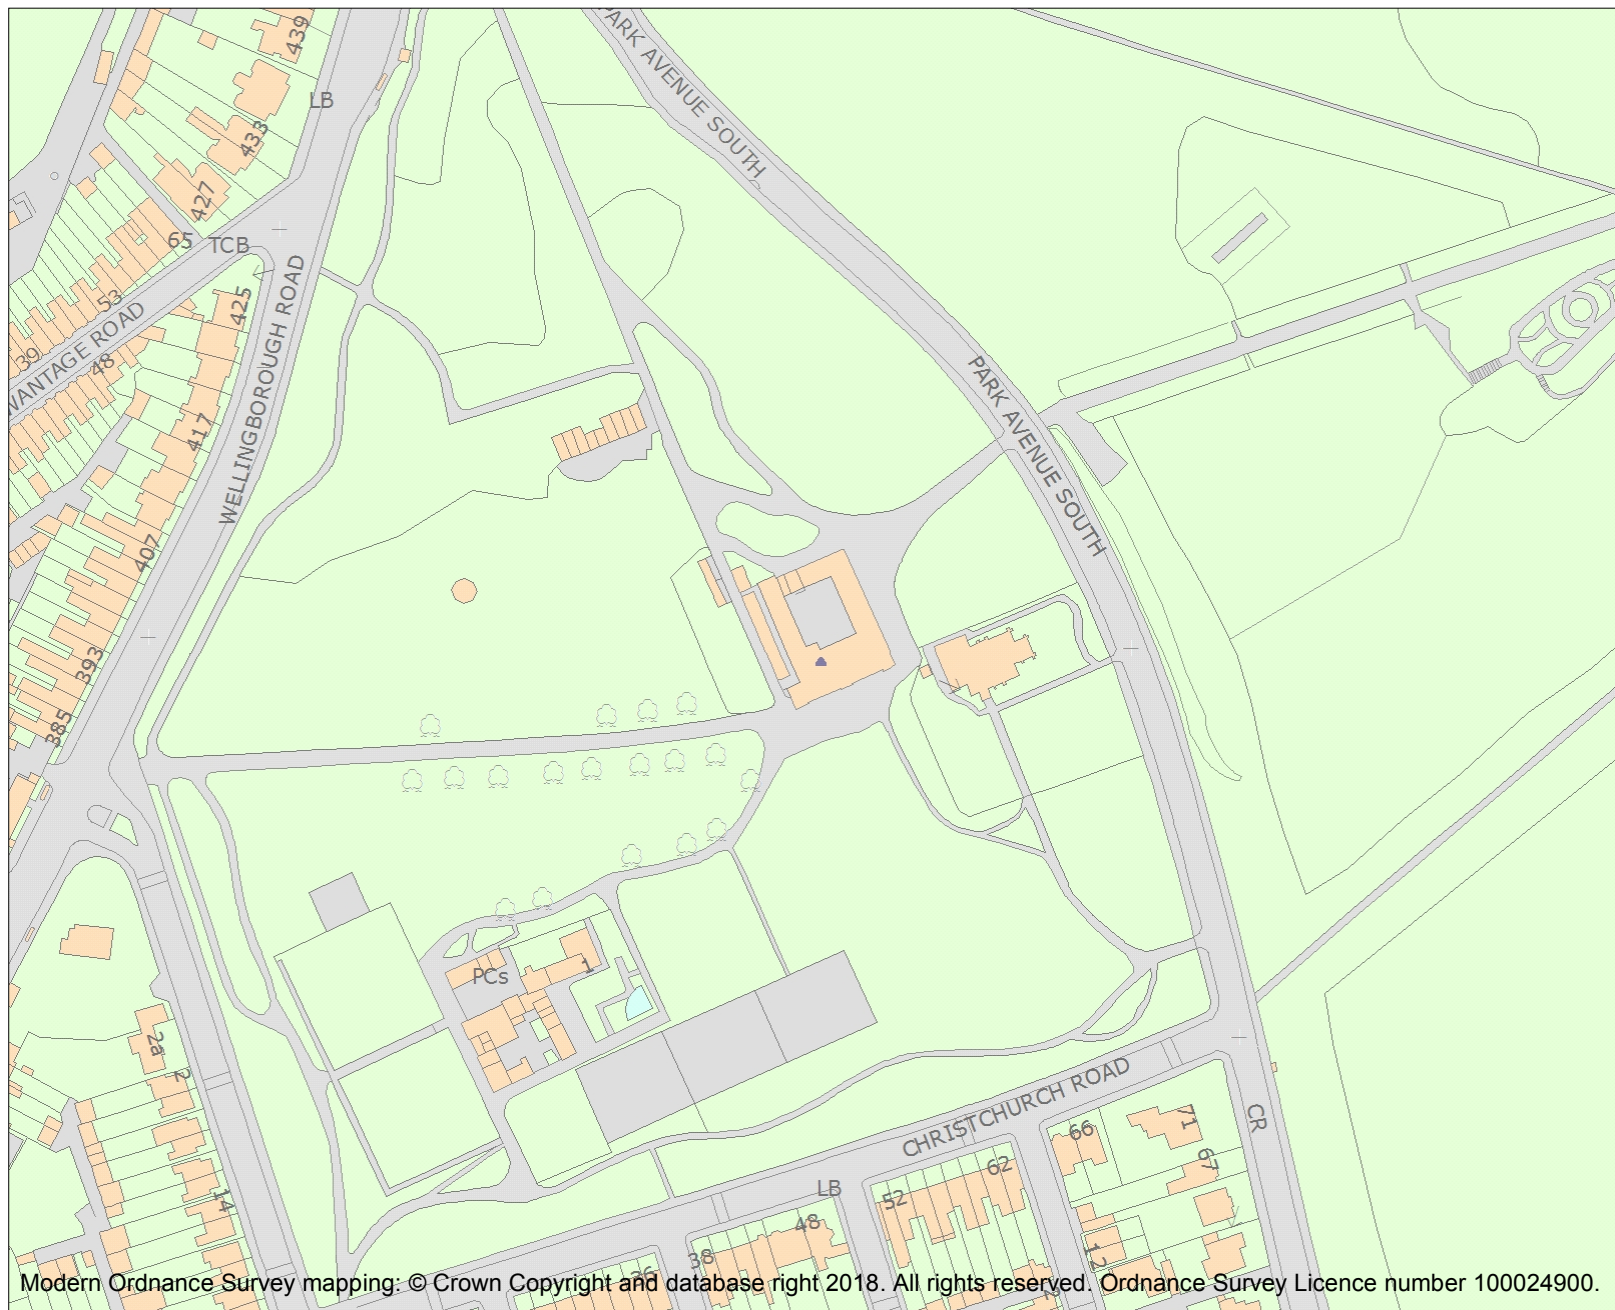 439
PARK AVENUE SOUTH
LB
433
427
65
TCB
WELLINGBOROUGH ROAD
425
53
WANTAGE ROAD
39
48
417
PARK AVENUE SOUTH
407
393
385
PCs
1
2a
2
14
CHRISTCHURCH ROAD
CR
71
66
67
62
LB
52
48
38
36
12
2
Modern Ordnance Survey mapping: © Crown Copyright and database right 2018. All rights reserved. Ordnance Survey Licence number 100024900.